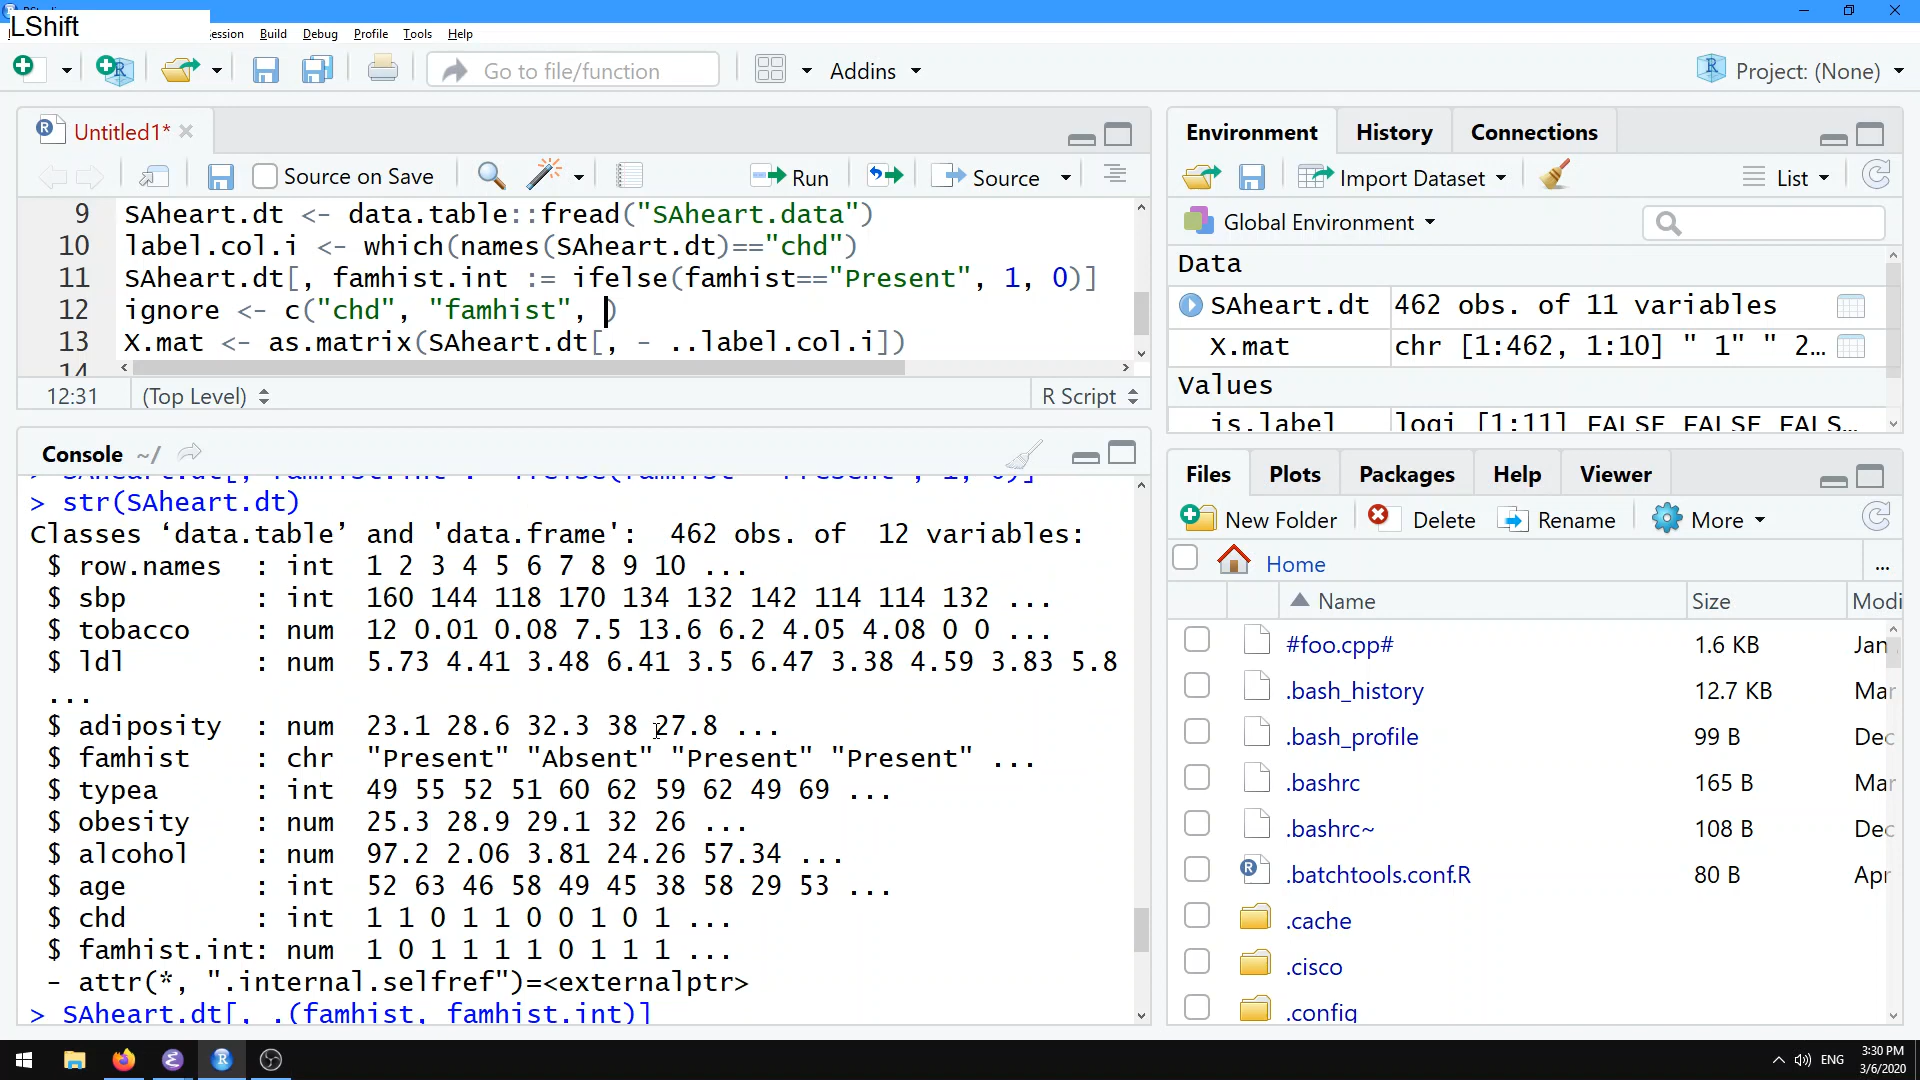 LShift
ession Build Debug Profile Tools Help
Go to file/function
Addins
Project: (None)
Untitled1*
Source on Save
Run
Source
9 SAheart.dt <- data.table::fread("SAheart.data")
10 label.col.i <- which(names(SAheart.dt)=="chd")
11 SAheart.dt[, famhist.int := ifelse(famhist=="Present", 1, 0)]
12 ignore <- c("chd", "famhist", )
13 X.mat <- as.matrix(SAheart.dt[, - ..label.col.i])
14
12:31 (Top Level) R Script
Console ~/
> str(SAheart.dt)
Classes ‘data.table’ and 'data.frame': 462 obs. of 12 variables:
$ row.names : int 1 2 3 4 5 6 7 8 9 10 ...
$ sbp : int 160 144 118 170 134 132 142 114 114 132 ...
$ tobacco : num 12 0.01 0.08 7.5 13.6 6.2 4.05 4.08 0 0 ...
$ ldl : num 5.73 4.41 3.48 6.41 3.5 6.47 3.38 4.59 3.83 5.8
...
$ adiposity : num 23.1 28.6 32.3 38 27.8 ...
$ famhist : chr "Present" "Absent" "Present" "Present" ...
$ typea : int 49 55 52 51 60 62 59 62 49 69 ...
$ obesity : num 25.3 28.9 29.1 32 26 ...
$ alcohol : num 97.2 2.06 3.81 24.26 57.34 ...
$ age : int 52 63 46 58 49 45 38 58 29 53 ...
$ chd : int 1 1 0 1 1 0 0 1 0 1 ...
$ famhist.int: num 1 0 1 1 1 1 0 1 1 1 ...
- attr(*, ".internal.selfref")=<externalptr>
> SAheart.dt[, .(famhist, famhist.int)]
Environment History Connections
Import Dataset
List
Global Environment
Data
SAheart.dt 462 obs. of 11 variables
X.mat chr [1:462, 1:10] " 1" " 2...
Values
is.label logi [1:11] FALSE FALSE FALS...
Files Plots Packages Help Viewer
New Folder Delete Rename More
Home ...
Name Size Modi
#foo.cpp# 1.6 KB Jan
.bash_history 12.7 KB Mar
.bash_profile 99 B Dec
.bashrc 165 B Mar
.bashrc~ 108 B Dec
.batchtools.conf.R 80 B Apr
.cache
.cisco
.config
ENG
3:30 PM
3/6/2020